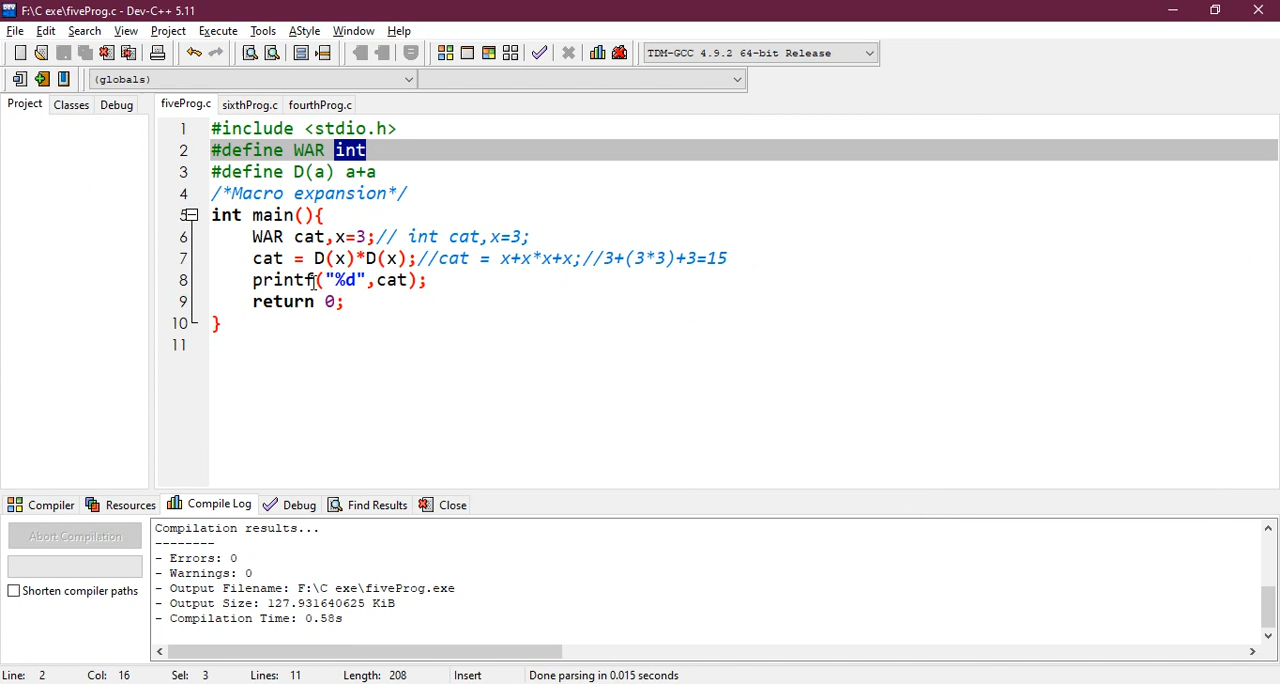 F:\C exe\fiveProg.c - Dev-C++ 5.11
File Edit Search View Project Execute Tools AStyle Window Help
TDM-GCC 4.9.2 64-bit Release
(globals)
Project Classes Debug fiveProg.c sixthProg.c fourthProg.c
1 #include <stdio.h>
2 #define WAR int
3 #define D(a) a+a
4 /*Macro expansion*/
5 int main(){
6 WAR cat,x=3;// int cat,x=3;
7 cat = D(x)*D(x);//cat = x+x*x+x;//3+(3*3)+3=15
8 printf("%d",cat);
9 return 0;
10 }
11
Compiler Resources Compile Log Debug Find Results Close
Abort Compilation
Shorten compiler paths
Compilation results...
--------
- Errors: 0
- Warnings: 0
- Output Filename: F:\C exe\fiveProg.exe
- Output Size: 127.931640625 KiB
- Compilation Time: 0.58s
Line: 2 Col: 16 Sel: 3 Lines: 11 Length: 208 Insert Done parsing in 0.015 seconds